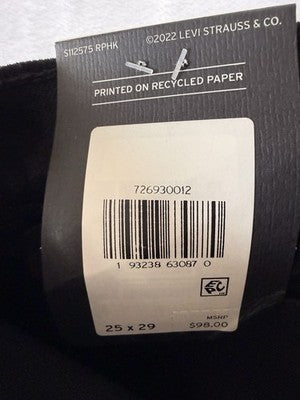 S112575 RPHK
©2022 LEVI STRAUSS & CO.
PRINTED ON RECYCLED PAPER
726930012
1 93238 63087 0
MSRP
25 x 29
$98.00